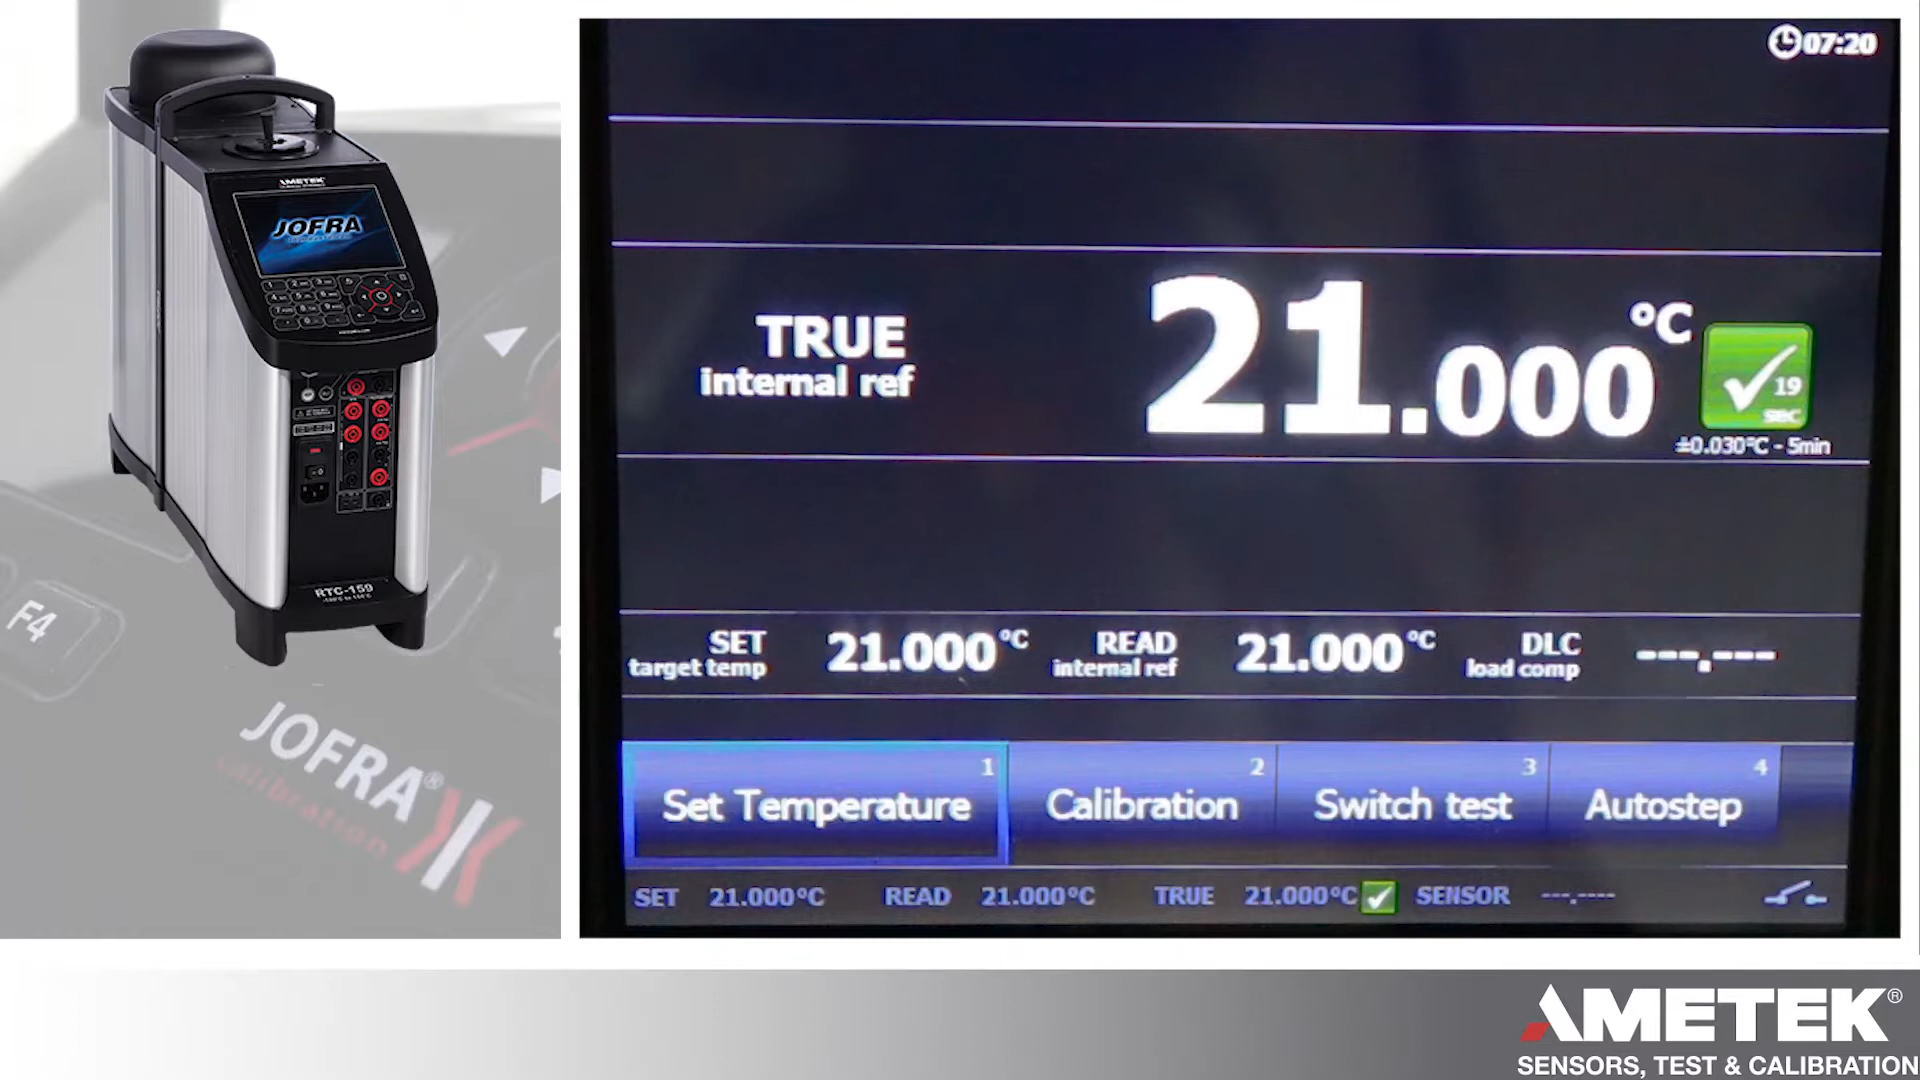 07:20
TRUE
internal ref
21.000 °C
19
SEC
±0.030°C - 5min
SET
target temp
21.000 °C
READ
internal ref
21.000 °C
DLC
load comp
---.---
1
Set Temperature
2
Calibration
3
Switch test
4
Autostep
SET 21.000°C READ 21.000°C TRUE 21.000°C SENSOR ---.----
AMETEK
JOFRA
RTC-159
F4
JOFRA®
calibration
AMETEK®
SENSORS, TEST & CALIBRATION